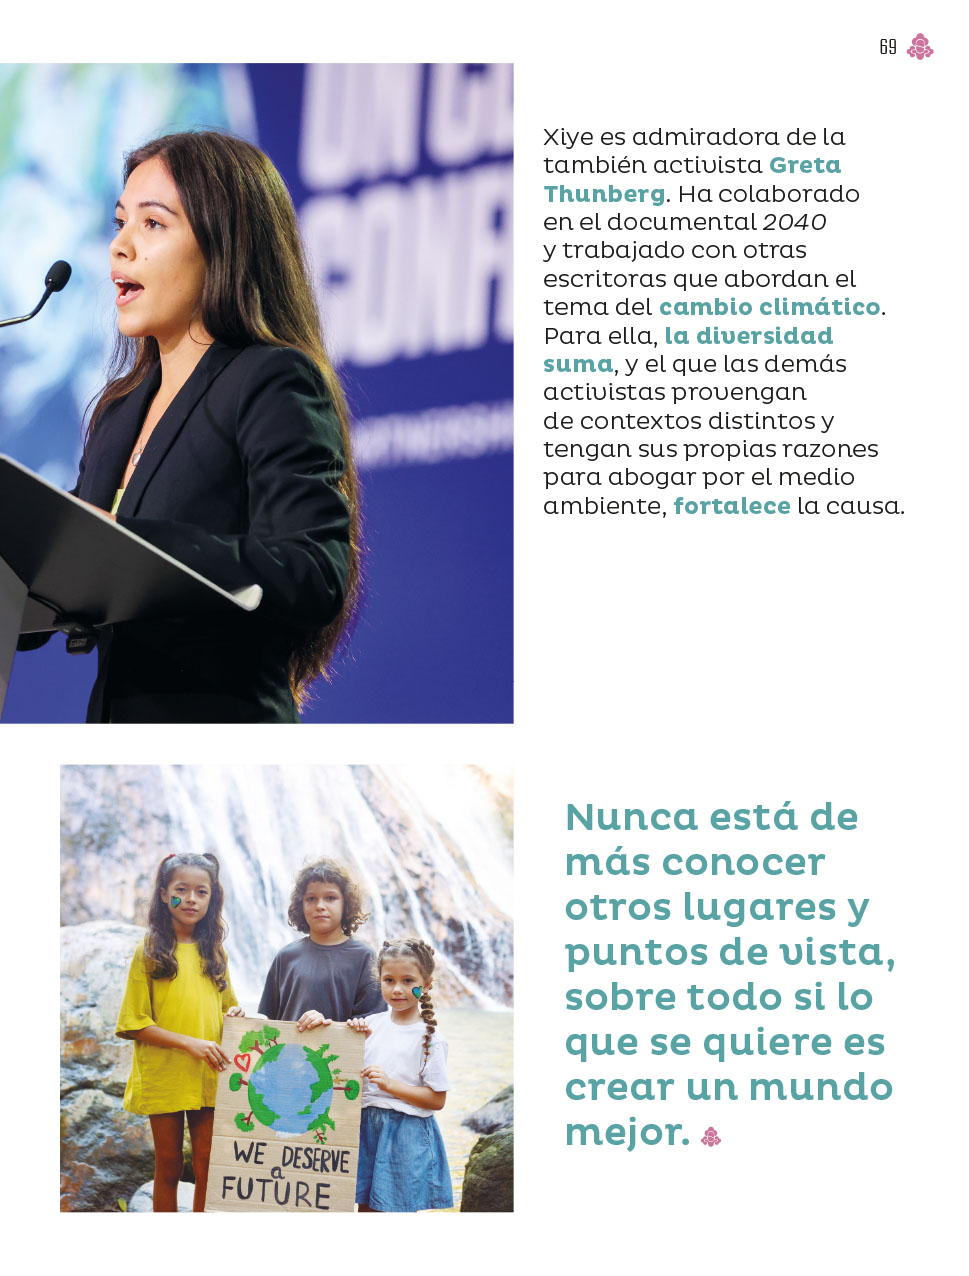 69
Xiye es admiradora de la
también activista Greta
Thunberg. Ha colaborado
en el documental 2040
y trabajado con otras
escritoras que abordan el
tema del cambio climático.
Para ella, la diversidad
suma, y el que las demás
activistas provengan
de contextos distintos y
tengan sus propias razones
para abogar por el medio
ambiente, fortalece la causa.
Nunca está de
más conocer
otros lugares y
puntos de vista,
sobre todo si lo
que se quiere es
crear un mundo
mejor.
WE DESERVE
a
FUTURE